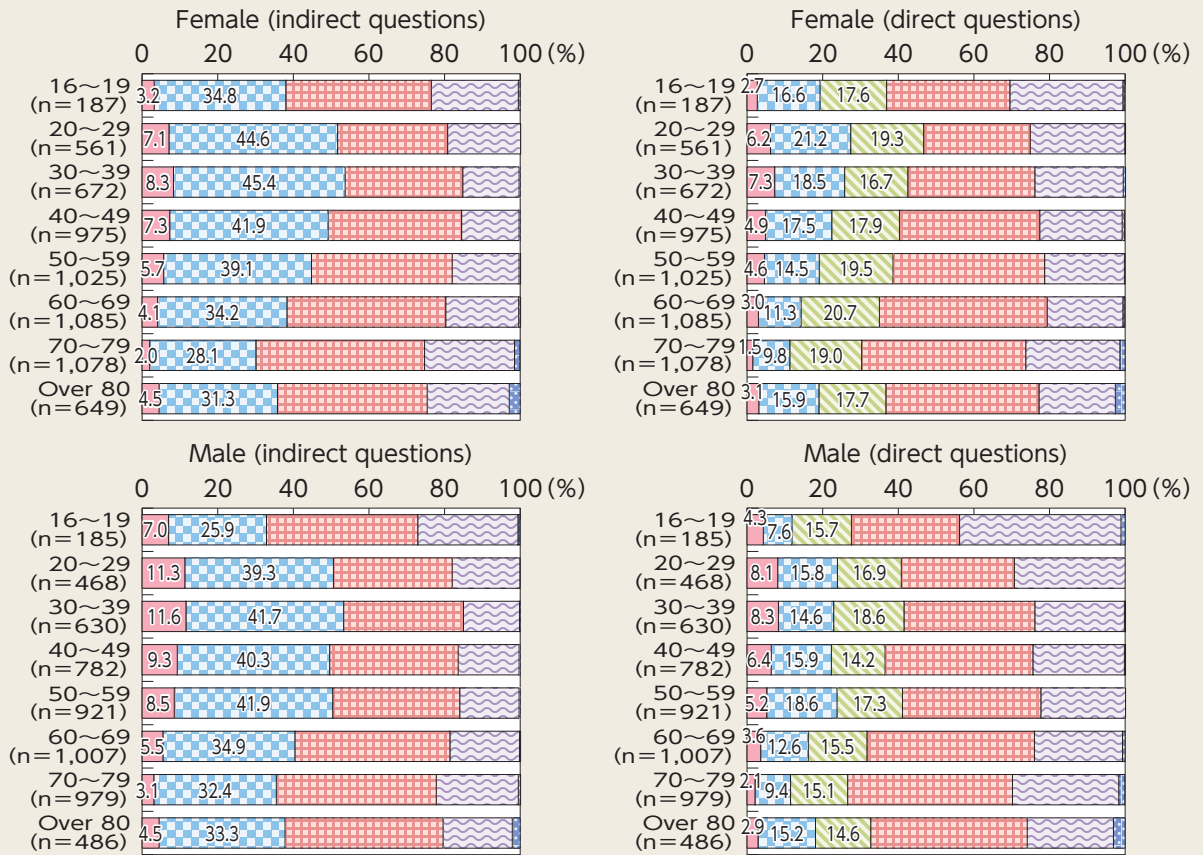 Female (indirect questions)
0 20 40 60 80 100 (%)
16～19
(n=187)
3.2 34.8
20～29
(n=561)
7.1 44.6
30～39
(n=672)
8.3 45.4
40～49
(n=975)
7.3 41.9
50～59
(n=1,025)
5.7 39.1
60～69
(n=1,085)
4.1 34.2
70～79
(n=1,078)
2.0 28.1
Over 80
(n=649)
4.5 31.3
Female (direct questions)
0 20 40 60 80 100 (%)
16～19
(n=187)
2.7 16.6 17.6
20～29
(n=561)
6.2 21.2 19.3
30～39
(n=672)
7.3 18.5 16.7
40～49
(n=975)
4.9 17.5 17.9
50～59
(n=1,025)
4.6 14.5 19.5
60～69
(n=1,085)
3.0 11.3 20.7
70～79
(n=1,078)
1.5 9.8 19.0
Over 80
(n=649)
3.1 15.9 17.7
Male (indirect questions)
0 20 40 60 80 100 (%)
16～19
(n=185)
7.0 25.9
20～29
(n=468)
11.3 39.3
30～39
(n=630)
11.6 41.7
40～49
(n=782)
9.3 40.3
50～59
(n=921)
8.5 41.9
60～69
(n=1,007)
5.5 34.9
70～79
(n=979)
3.1 32.4
Over 80
(n=486)
4.5 33.3
Male (direct questions)
0 20 40 60 80 100 (%)
16～19
(n=185)
4.3 7.6 15.7
20～29
(n=468)
8.1 15.8 16.9
30～39
(n=630)
8.3 14.6 18.6
40～49
(n=782)
6.4 15.9 14.2
50～59
(n=921)
5.2 18.6 17.3
60～69
(n=1,007)
3.6 12.6 15.5
70～79
(n=979)
2.1 9.4 15.1
Over 80
(n=486)
2.9 15.2 14.6